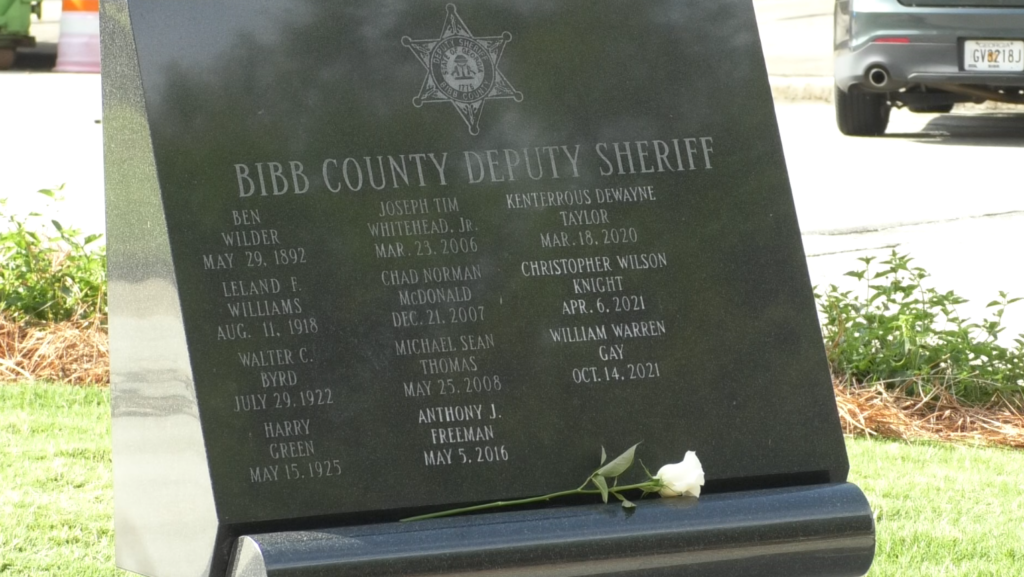 BIBB COUNTY DEPUTY SHERIFF
BEN
WILDER
MAY 29, 1892
LELAND F.
WILLIAMS
AUG. 11, 1918
WALTER C.
BYRD
JULY 29, 1922
HARRY
GREEN
MAY 15, 1925
JOSEPH TIM
WHITEHEAD, JR.
MAR. 23, 2006
CHAD NORMAN
McDONALD
DEC. 21, 2007
MICHAEL SEAN
THOMAS
MAY 25, 2008
ANTHONY J.
FREEMAN
MAY 5, 2016
KENTERROUS DEWAYNE
TAYLOR
MAR. 18, 2020
CHRISTOPHER WILSON
KNIGHT
APR. 6, 2021
WILLIAM WARREN
GAY
OCT. 14, 2021